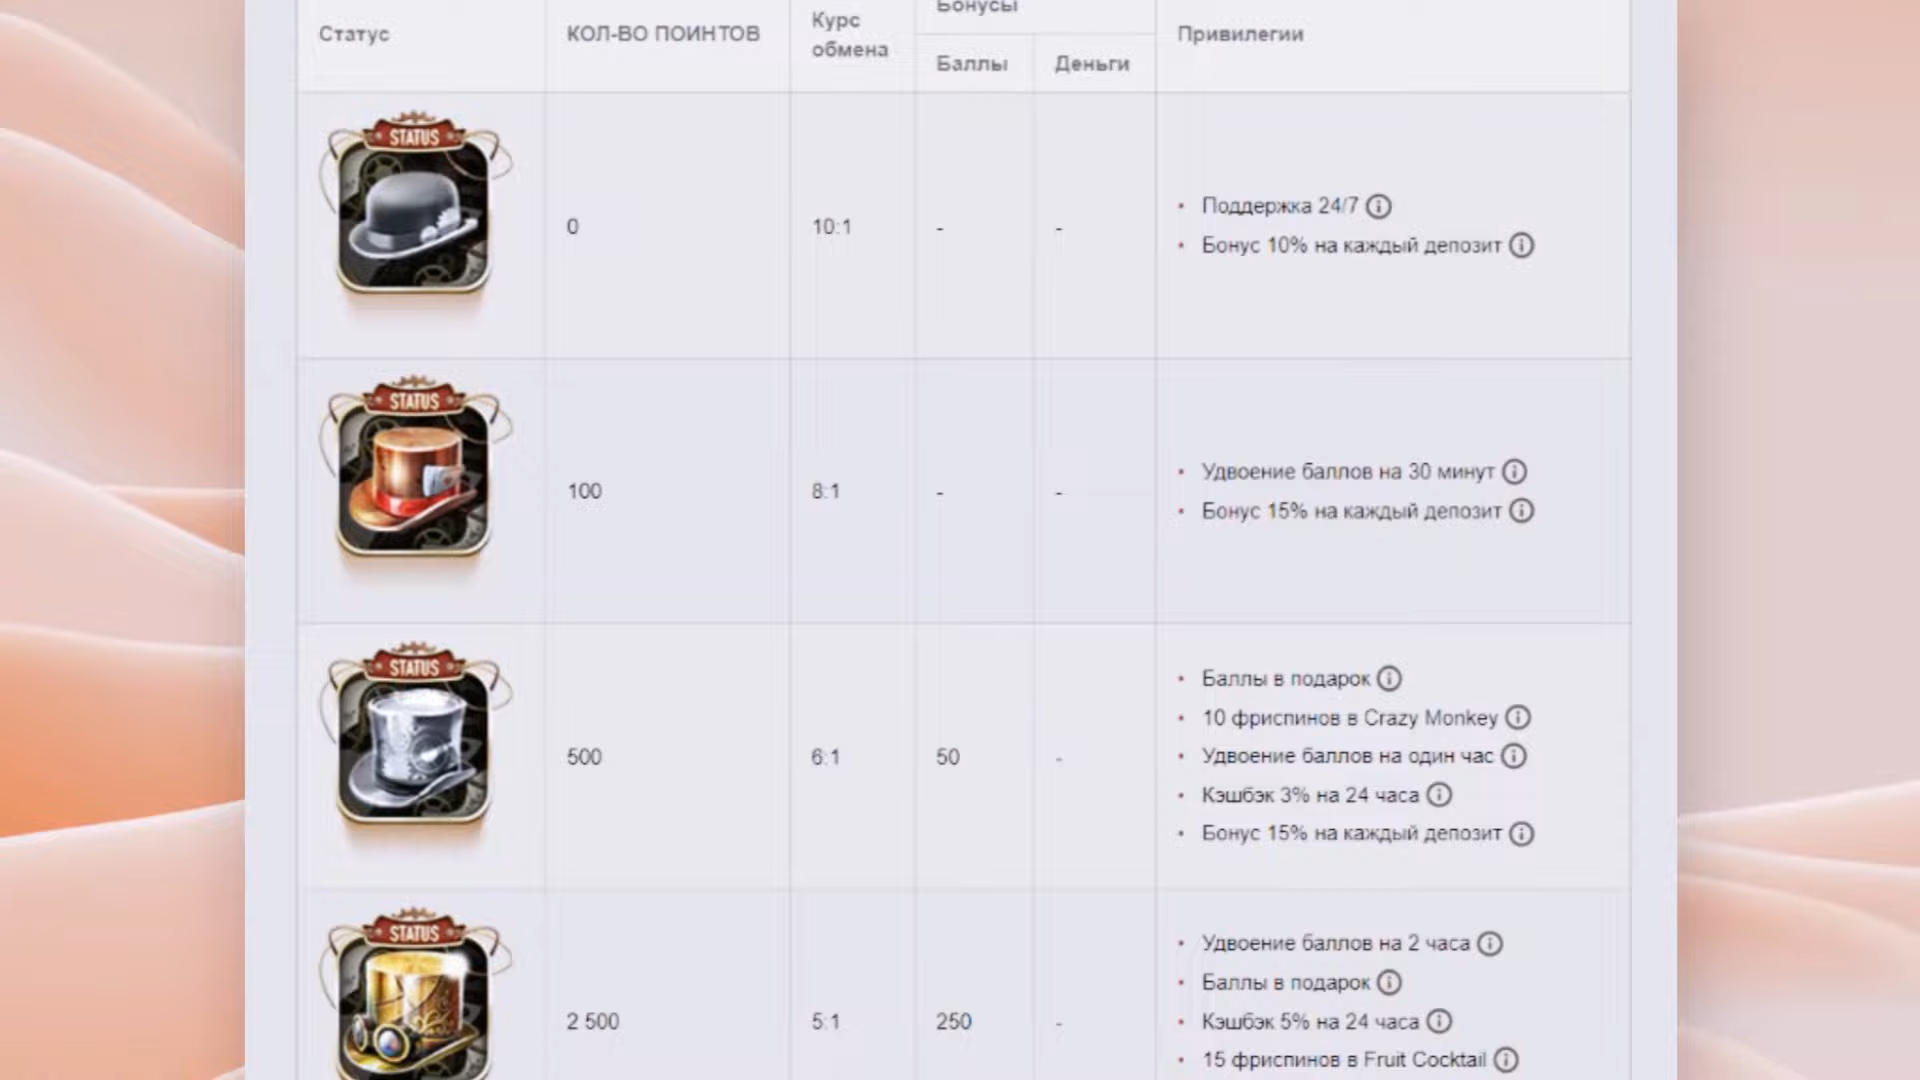 Бонусы
Статус
КОЛ-ВО ПОИНТОВ
Курс
обмена
Баллы
Деньги
Привилегии
STATUS
0
10:1
-
-
Поддержка 24/7
Бонус 10% на каждый депозит
STATUS
100
8:1
-
-
Удвоение баллов на 30 минут
Бонус 15% на каждый депозит
STATUS
500
6:1
50
-
Баллы в подарок
10 фриспинов в Crazy Monkey
Удвоение баллов на один час
Кэшбэк 3% на 24 часа
Бонус 15% на каждый депозит
STATUS
2 500
5:1
250
-
Удвоение баллов на 2 часа
Баллы в подарок
Кэшбэк 5% на 24 часа
15 фриспинов в Fruit Cocktail